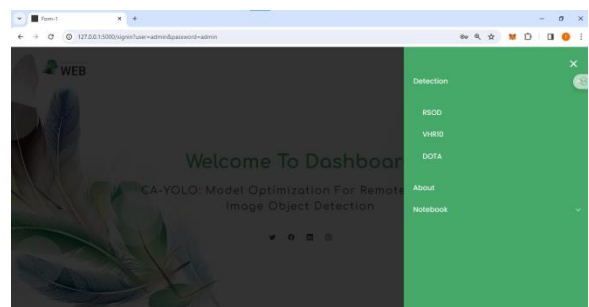 Form-1
127.0.0.1:5000/signin?user=admin&password=admin
WEB
Welcome To Dashboar
CA-YOLO: Model Optimization For Remote
Image Object Detection
Detection
RSOD
VHR10
DOTA
About
Notebook